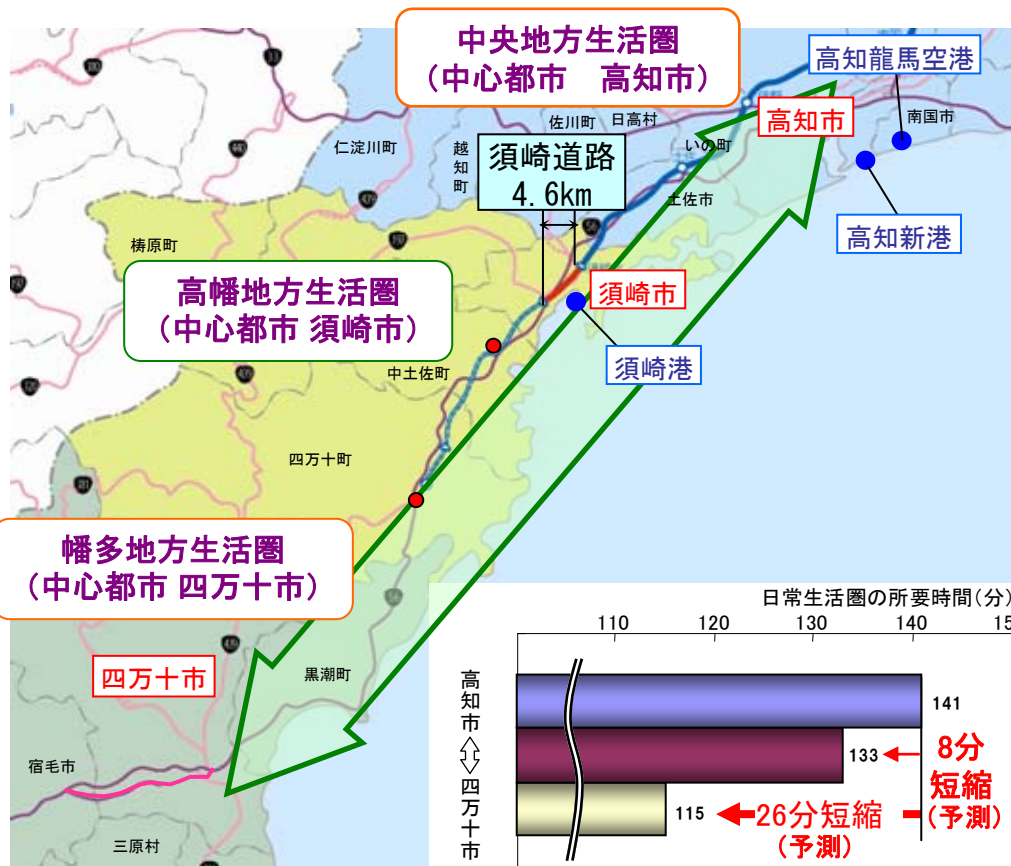 中央地方生活圏
（中心都市　高知市）
高知龍馬空港
33
440
439
197
佐川町
日高村
高知市
南国市
仁淀川町
越知町
いの町
須崎道路
4.6km
土佐市
56
高知新港
梼原町
高幡地方生活圏
（中心都市 須崎市）
須崎市
須崎港
中土佐町
四万十町
幡多地方生活圏
（中心都市 四万十市）
四万十市
黒潮町
宿毛市
三原村
日常生活圏の所要時間（分）
110 120 130 140 15
高知市⇔四万十市
141
133
8分
短縮
（予測）
115
26分短縮
（予測）